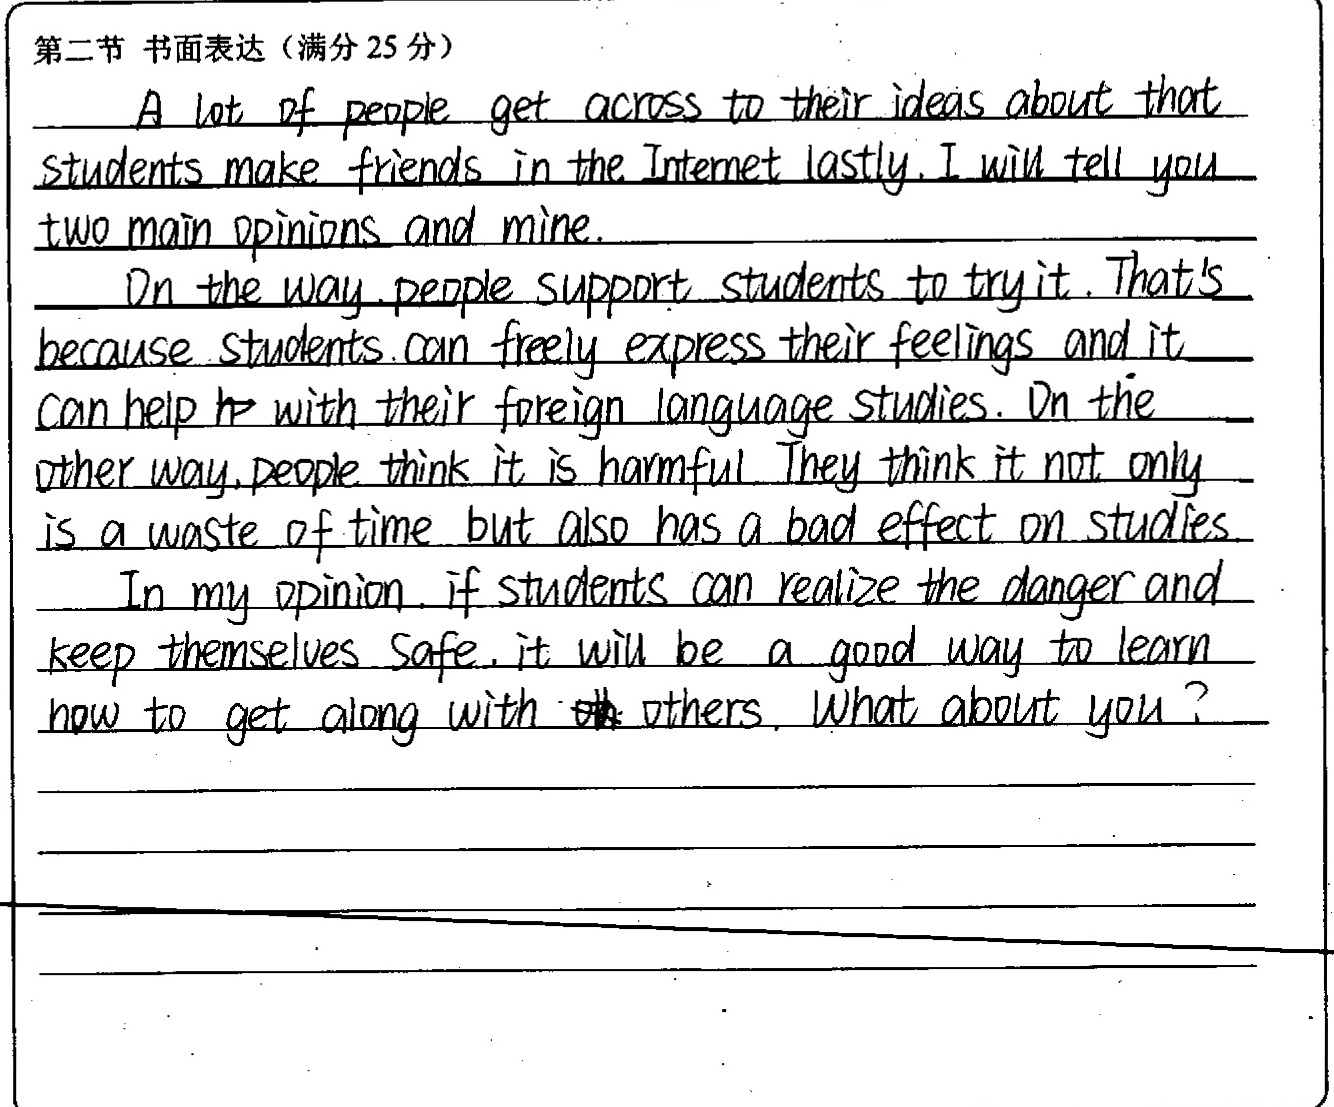 第二节 书面表达（满分 25 分）
A lot of people get across to their ideas about that
students make friends in the Internet lastly. I will tell you
two main opinions and mine.
On the way, people support students to try it. That's
because students can freely express their feelings and it
can help with their foreign language studies. On the
other way, people think it is harmful They think it not only
is a waste of time but also has a bad effect on studies.
In my opinion, if students can realize the danger and
keep themselves safe, it will be a good way to learn
how to get along with others. What about you?